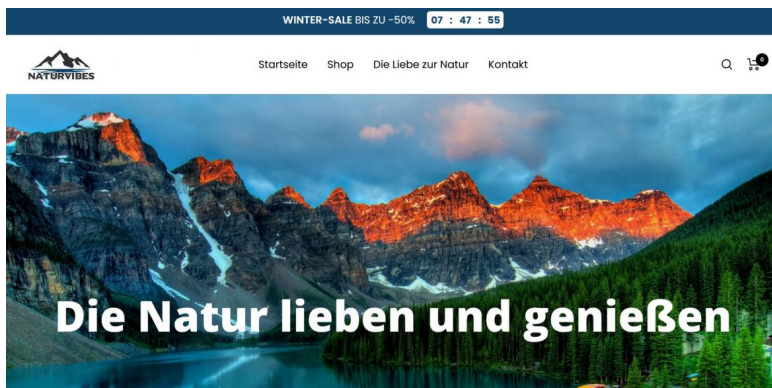 WINTER-SALE BIS ZU -50% 07 : 47 : 55
NATURVIBES
Startseite Shop Die Liebe zur Natur Kontakt
0
Die Natur lieben und genießen